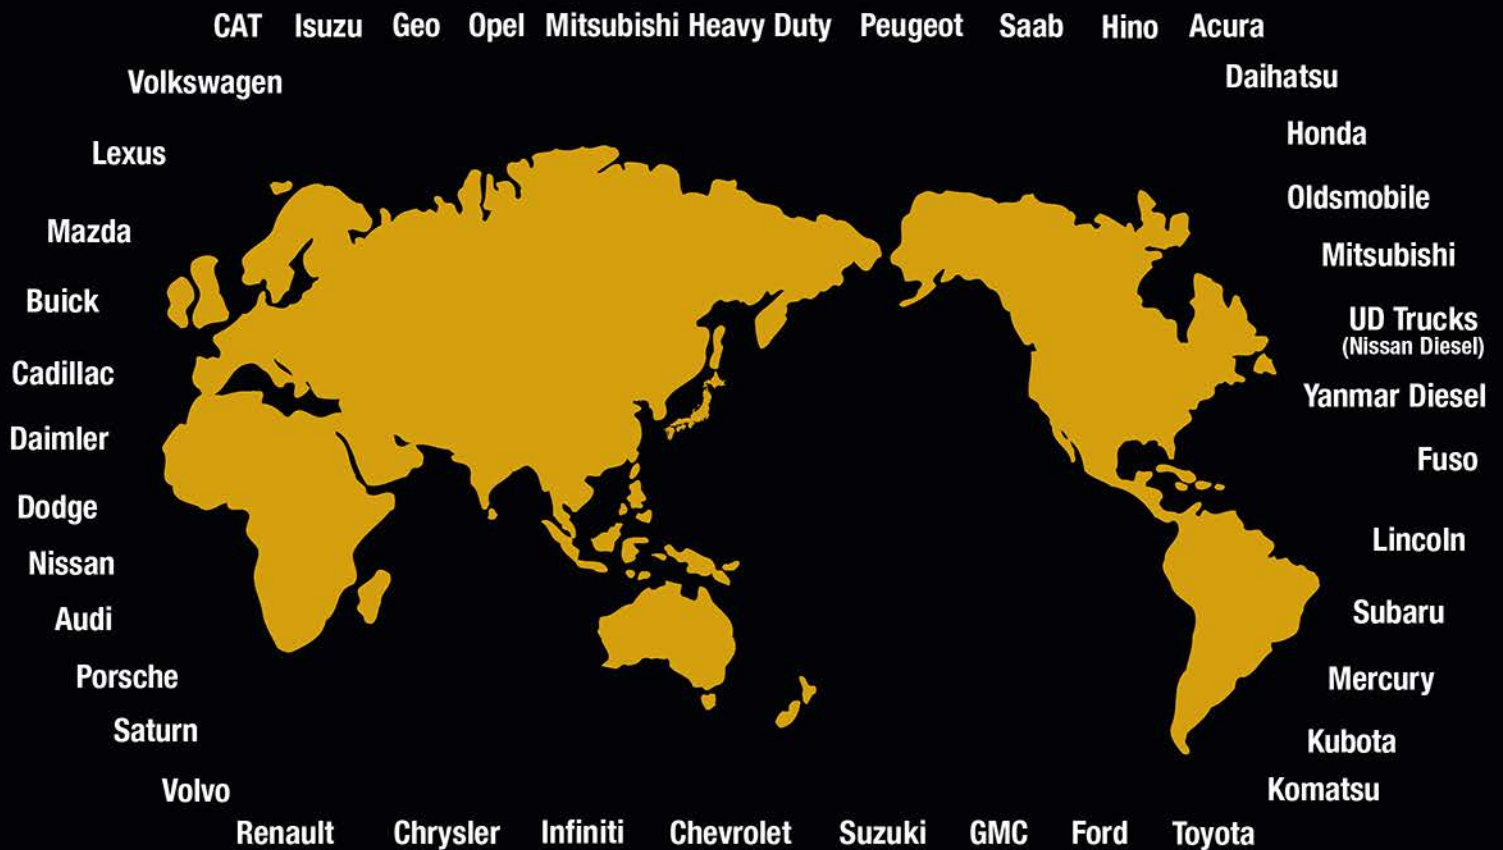 CAT Isuzu Geo Opel Mitsubishi Heavy Duty Peugeot Saab Hino Acura
Volkswagen
Daihatsu
Lexus
Honda
Mazda
Oldsmobile
Buick
Mitsubishi
Cadillac
UD Trucks
(Nissan Diesel)
Daimler
Yanmar Diesel
Dodge
Fuso
Nissan
Lincoln
Audi
Subaru
Porsche
Mercury
Saturn
Kubota
Volvo
Komatsu
Renault Chrysler Infiniti Chevrolet Suzuki GMC Ford Toyota